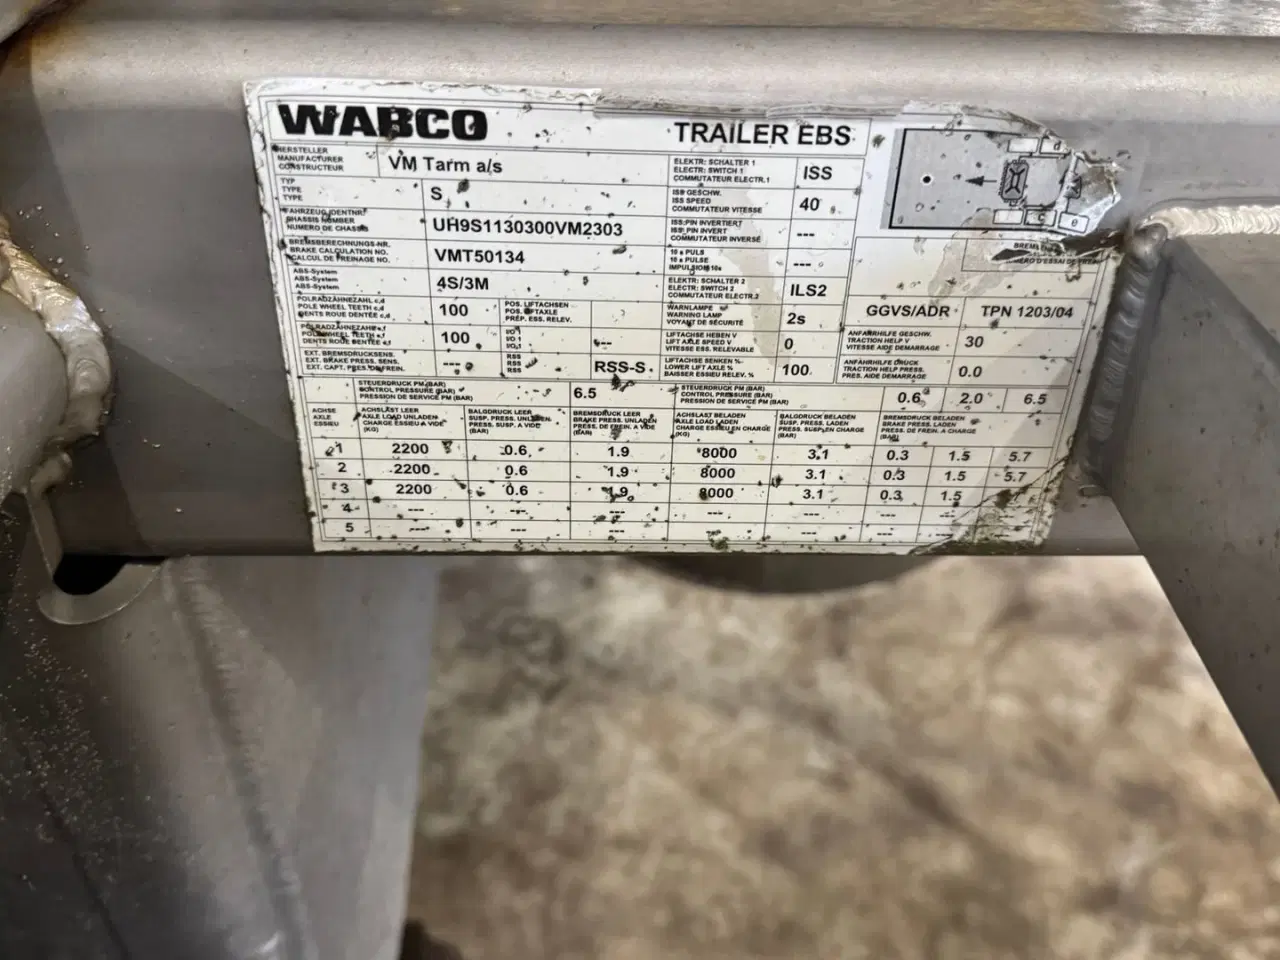 WABCO TRAILER EBS
HERSTELLER
MANUFACTURER
CONSTRUCTEUR
VM Tarm a/s
ELEKTR: SCHALTER 1
ELECTR: SWITCH 1
COMMUTATEUR ELECTR.1
ISS
TYP
TYPE
TYPE
S
ISS GESCHW.
ISS SPEED
COMMUTATEUR VITESSE
40
FAHRZEUG IDENTNR.
CHASSIS NUMBER
NUMERO DE CHASSIS
UH9S1130300VM2303
ISS:PIN INVERTIERT
ISS:PIN INVERT
COMMUTATEUR INVERSÉ
---
BREMSBERECHNUNGS-NR.
BRAKE CALCULATION NO.
CALCUL DE FREINAGE NO.
VMT50134
10 s PULS
10 s PULSE
IMPULSION 10s
---
ABS-System
ABS-System
ABS-System
4S/3M
ELEKTR: SCHALTER 2
ELECTR: SWITCH 2
COMMUTATEUR ELECTR.2
ILS2
POLRADZÄHNEZAHL c,d
POLE WHEEL TEETH c,d
DENTS ROUE DENTÉE c,d
100
POS. LIFTACHSEN
POS. LIFTAXLE
PRÉP. ESS. RELEV.
WARNLAMPE
WARNING LAMP
VOYANT DE SÉCURITÉ
2s
GGVS/ADR
TPN 1203/04
POLRADZÄHNEZAHL e,f
POLE WHEEL TEETH e,f
DENTS ROUE DENTÉE e,f
100
I/O 1
I/O 1
I/O 1
---
LIFTACHSE HEBEN V
LIFT AXLE SPEED V
VITESSE ESS. RELEVABLE
0
ANFAHRHILFE GESCHW.
TRACTION HELP V
VITESSE AIDE DEMARRAGE
30
EXT. BREMSDRUCKSENS.
EXT. BRAKE PRESS. SENS.
EXT. CAPT. PRESS. DE FREIN.
---
RSS
RSS
RSS
RSS-S
LIFTACHSE SENKEN %
LOWER LIFT AXLE %
BAISSER ESSIEU RELEV. %
100
ANFAHRHILFE DRUCK
TRACTION HELP PRESS.
PRES. AIDE DEMARRAGE
0.0
STEUERDRUCK PM (BAR)
CONTROL PRESSURE (BAR)
PRESSION DE SERVICE PM (BAR)
6.5
STEUERDRUCK PM (BAR)
CONTROL PRESSURE (BAR)
PRESSION DE SERVICE PM (BAR)
0.6 2.0 6.5
ACHSE
AXLE
ESSIEU
ACHSLAST LEER
AXLE LOAD UNLADEN
CHARGE ESSIEU A VIDE
(KG)
BALGDRUCK LEER
SUSP. PRESS. UNLADEN
PRESS. SUSP. A VIDE
(BAR)
BREMSDRUCK LEER
BRAKE PRESS. UNLADEN
PRESS. DE FREIN. A VIDE
(BAR)
ACHSLAST BELADEN
AXLE LOAD LADEN
CHARGE ESSIEU EN CHARGE
(KG)
BALGDRUCK BELADEN
SUSP. PRESS. LADEN
PRESS. SUSP. EN CHARGE
(BAR)
BREMSDRUCK BELADEN
BRAKE PRESS. LADEN
PRESS. DE FREIN. A CHARGE
(BAR)
1 2200 0.6 1.9 8000 3.1 0.3 1.5 5.7
2 2200 0.6 1.9 8000 3.1 0.3 1.5 5.7
3 2200 0.6 1.9 8000 3.1 0.3 1.5
4 --- --- --- --- --- --- ---
5 --- --- --- --- --- --- ---
d
c
e